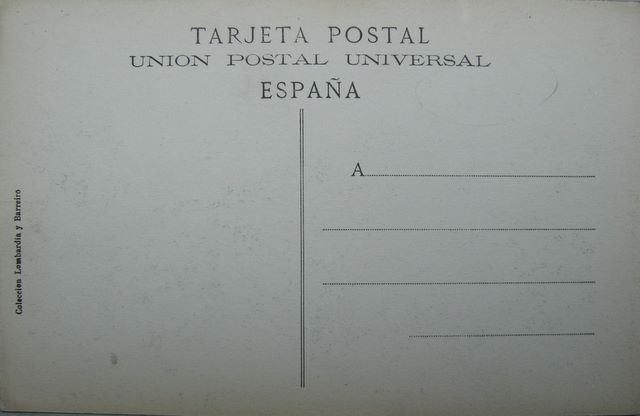 TARJETA POSTAL
UNION POSTAL UNIVERSAL
ESPAÑA
A
Coleccion Lombardia y Barreiro